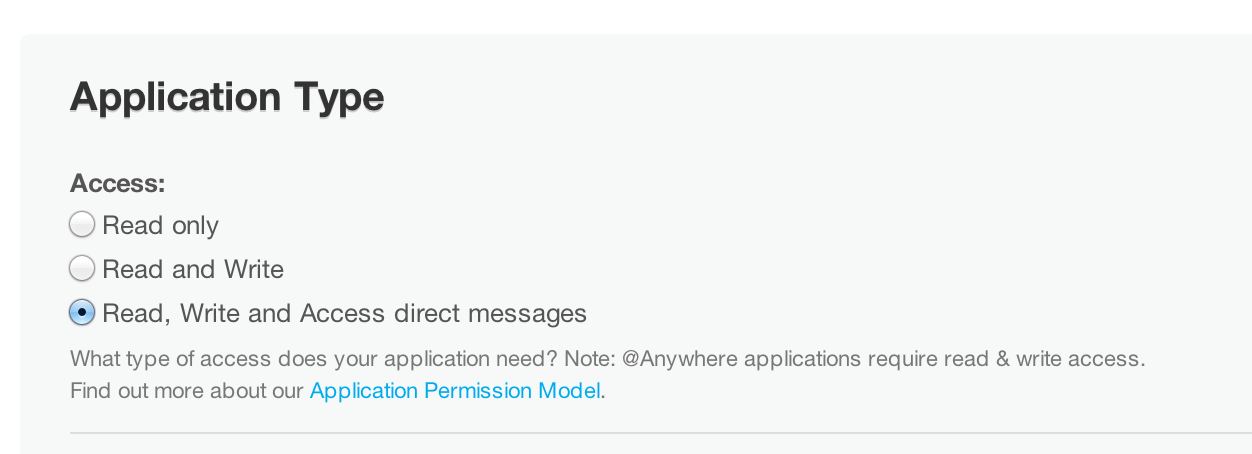 Application Type
Access:
Read only
Read and Write
Read, Write and Access direct messages
What type of access does your application need? Note: @Anywhere applications require read & write access.
Find out more about our Application Permission Model.